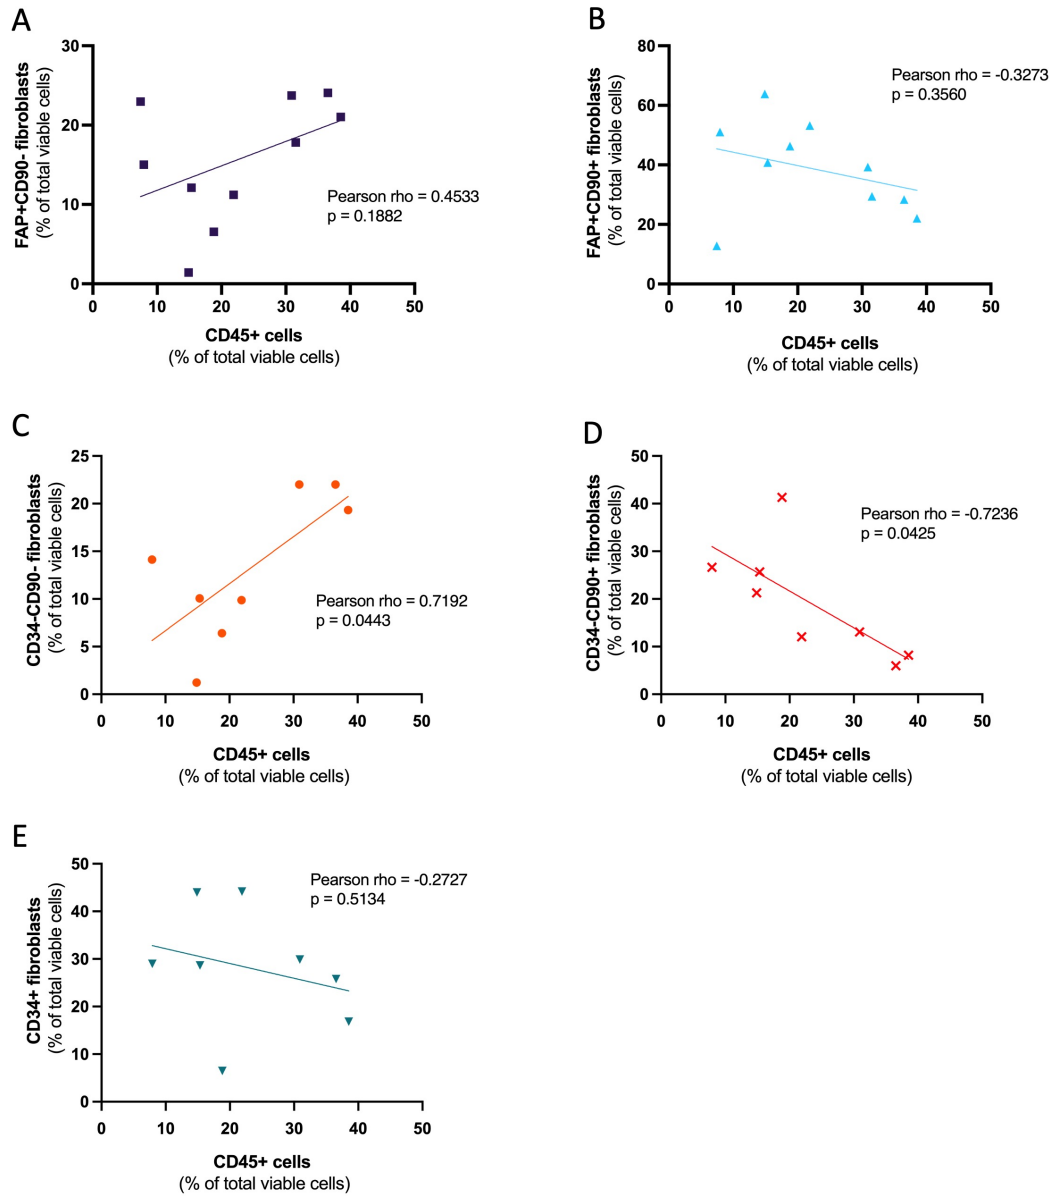 A
FAP+CD90- fibroblasts
(% of total viable cells)
30
20
10
0
0 10 20 30 40 50
Pearson rho = 0.4533
p = 0.1882
CD45+ cells
(% of total viable cells)
B
FAP+CD90+ fibroblasts
(% of total viable cells)
80
60
40
20
0
0 10 20 30 40 50
Pearson rho = -0.3273
p = 0.3560
CD45+ cells
(% of total viable cells)
C
CD34-CD90- fibroblasts
(% of total viable cells)
25
20
15
10
5
0
0 10 20 30 40 50
Pearson rho = 0.7192
p = 0.0443
CD45+ cells
(% of total viable cells)
D
CD34-CD90+ fibroblasts
(% of total viable cells)
50
40
30
20
10
0
0 10 20 30 40 50
Pearson rho = -0.7236
p = 0.0425
CD45+ cells
(% of total viable cells)
E
CD34+ fibroblasts
(% of total viable cells)
50
40
30
20
10
0
0 10 20 30 40 50
Pearson rho = -0.2727
p = 0.5134
CD45+ cells
(% of total viable cells)